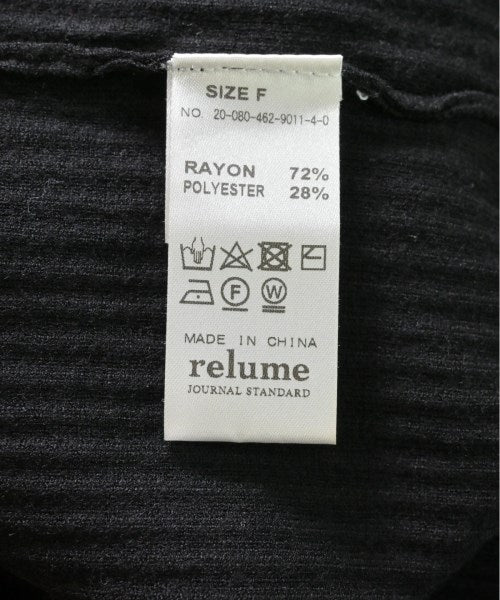 SIZE F
NO. 20-080-462-9011-4-0
RAYON 72%
POLYESTER 28%
F W
MADE IN CHINA
relume
JOURNAL STANDARD